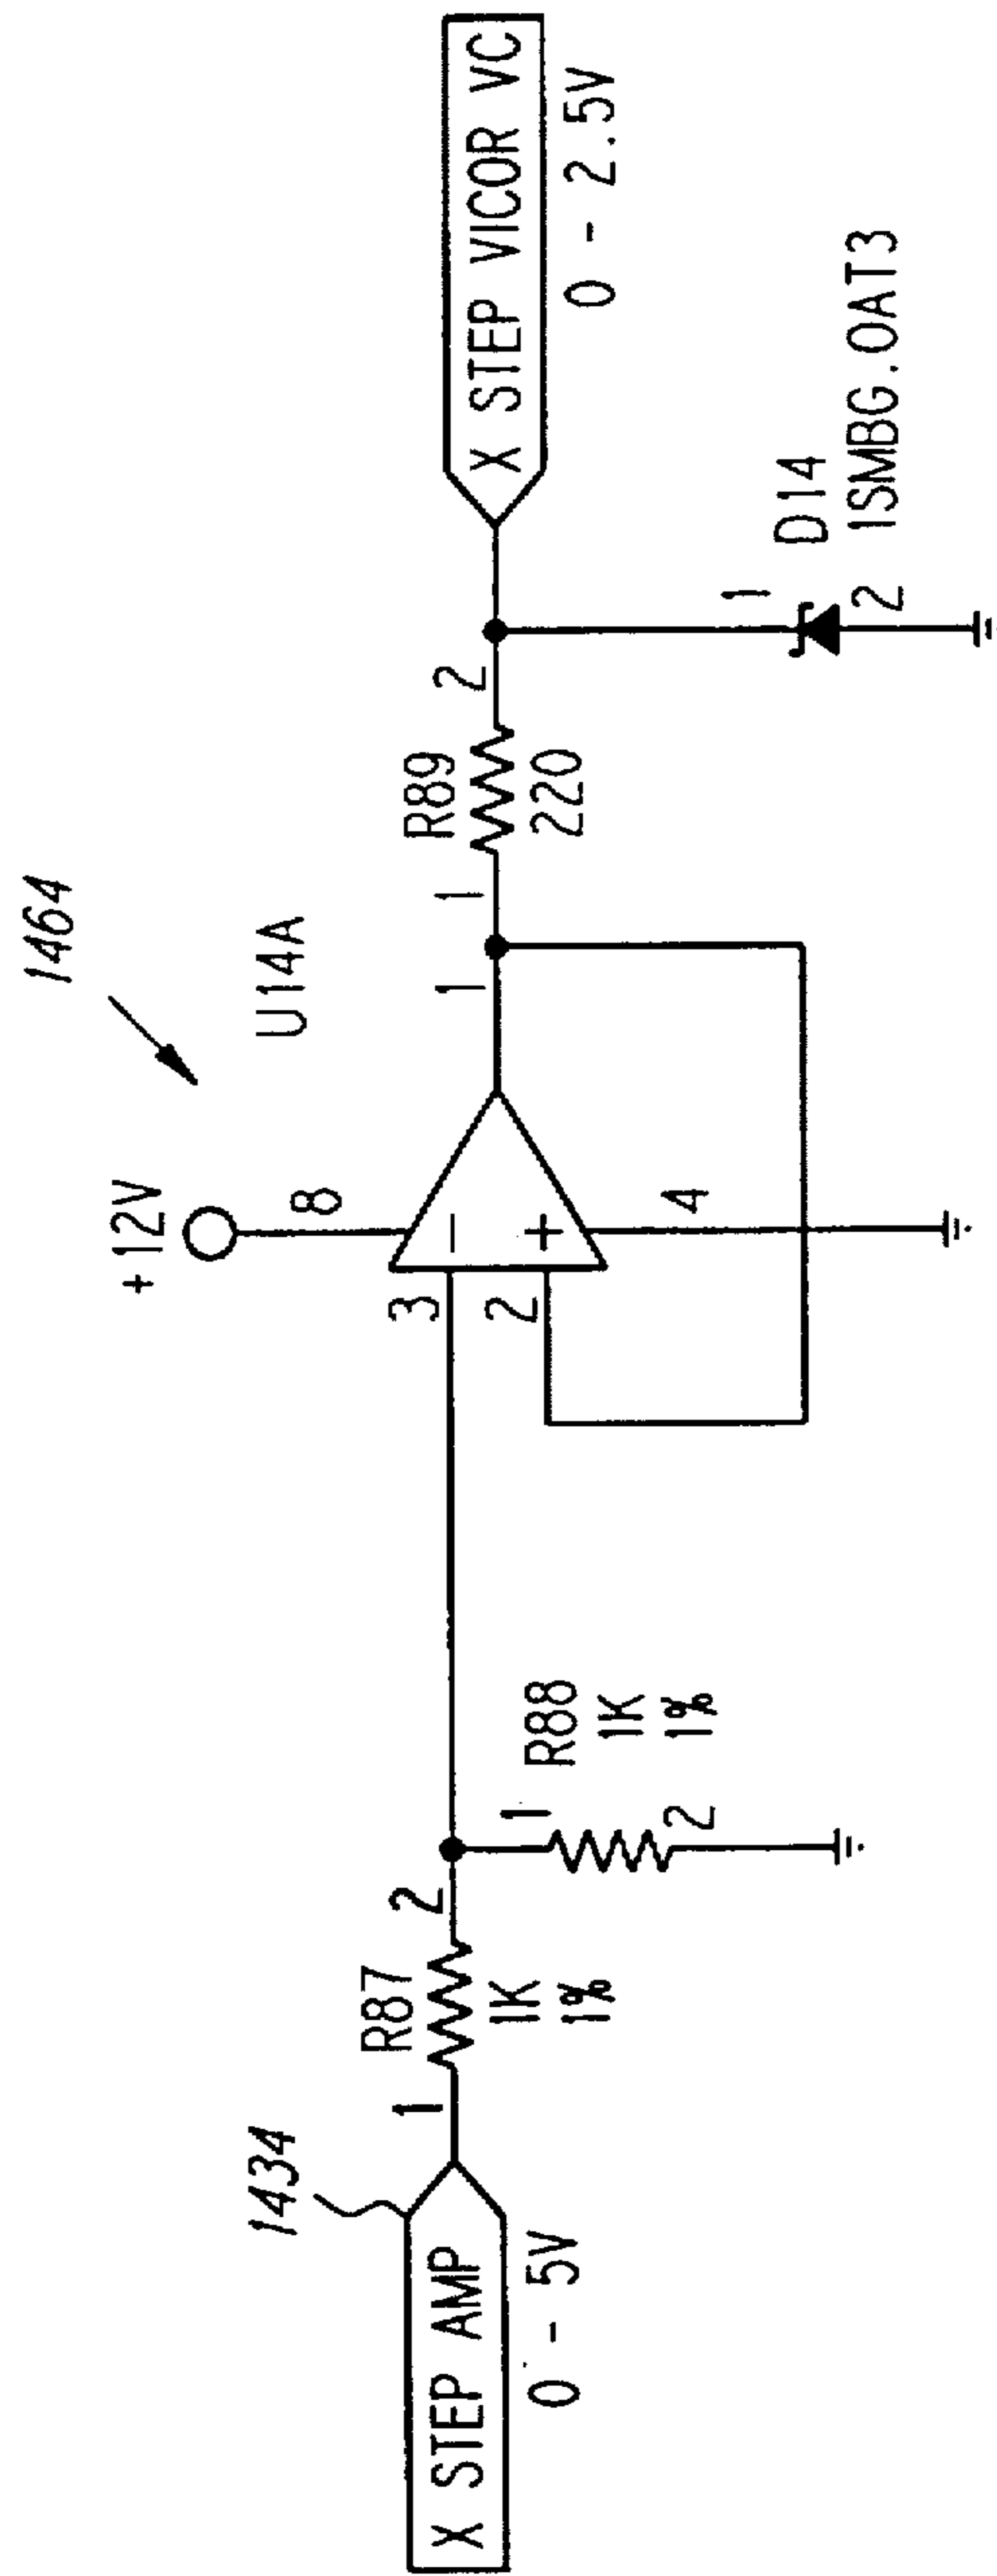 1464
1434
X STEP AMP
0 - 5V
1
R87
2
1K
1%
1
R88
1K
1%
2
+12V
8
U14A
3
-
2
+
4
1
1
R89
2
220
X STEP VICOR VC
0 - 2.5V
1
D14
1SMBG.0AT3
2